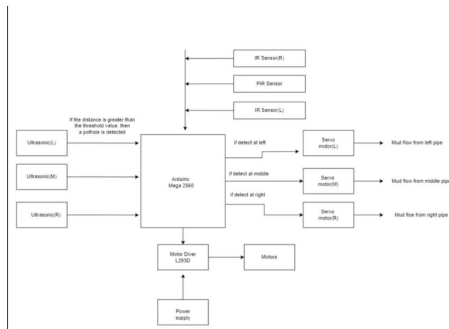 IR Sensor(R)
PIR Sensor
IR Sensor(L)
If the distance is greater than
the threshold value, then
a pothole is detected
Ultrasonic(L)
Ultrasonic(M)
Ultrasonic(R)
Arduino
Mega 2560
if detect at left
if detect at middle
if detect at right
Servo
motor(L)
Servo
motor(M)
Servo
motor(R)
Mud flow from left pipe
Mud flow from middle pipe
Mud floe from right pipe
Motor Diver
L293D
Motors
Power
supply